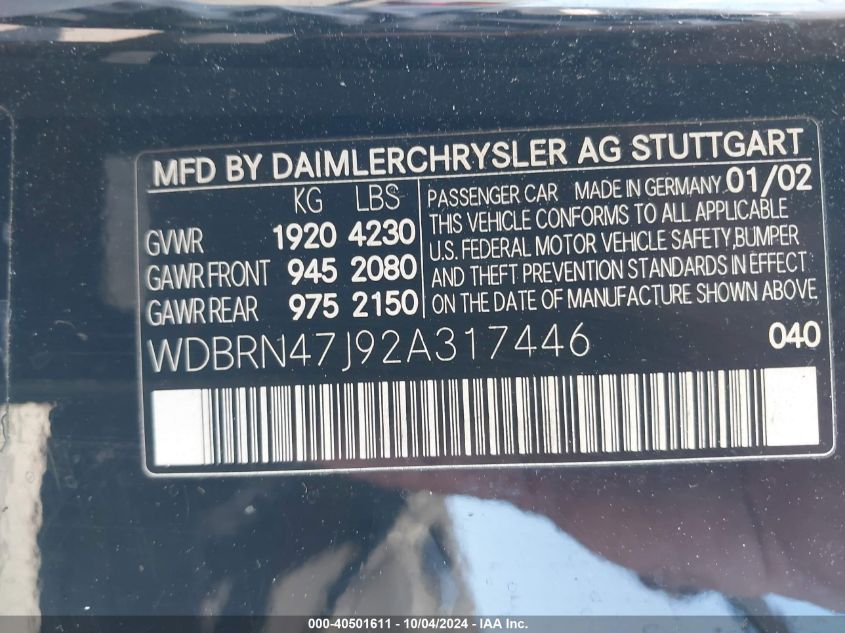 MFD BY DAIMLERCHRYSLER AG STUTTGART
KG LBS
GVWR 1920 4230
GAWR FRONT 945 2080
GAWR REAR 975 2150
PASSENGER CAR MADE IN GERMANY 01/02
THIS VEHICLE CONFORMS TO ALL APPLICABLE
U.S. FEDERAL MOTOR VEHICLE SAFETY, BUMPER
AND THEFT PREVENTION STANDARDS IN EFFECT
ON THE DATE OF MANUFACTURE SHOWN ABOVE.
WDBRN47J92A317446 040
000-40501611 - 10/04/2024 - IAA Inc.